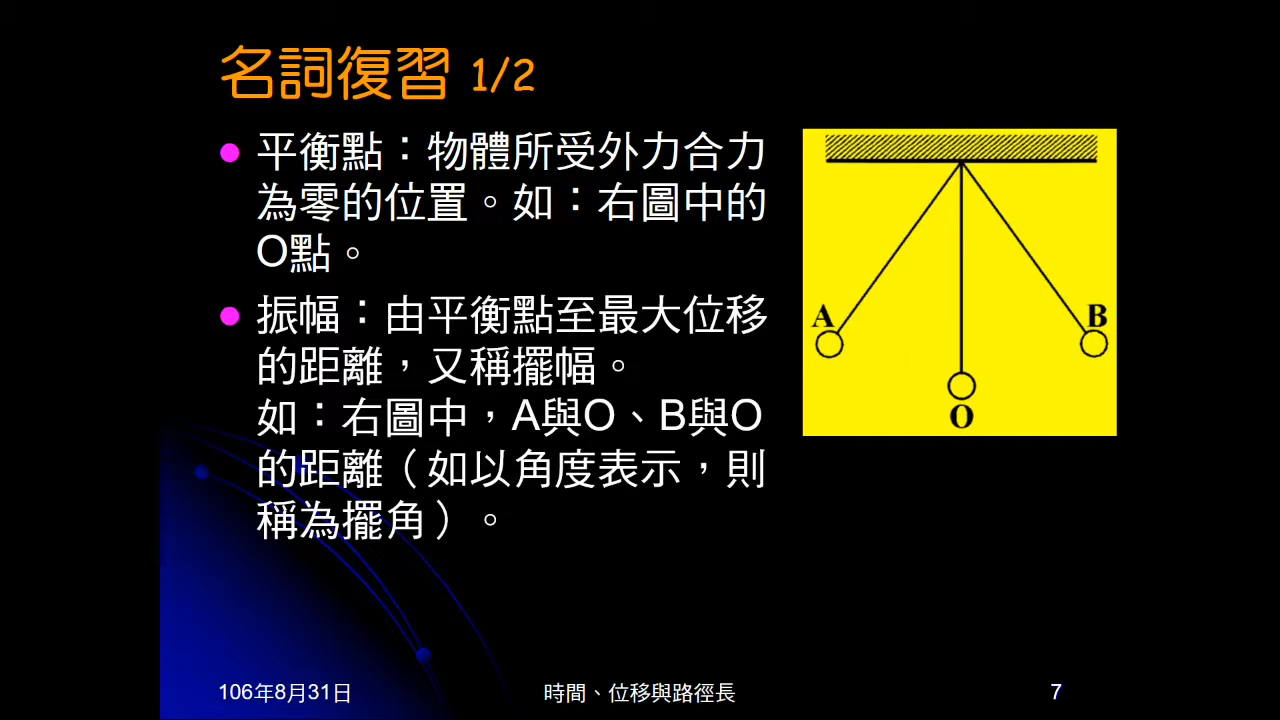 名詞復習 1/2
平衡點：物體所受外力合力
為零的位置。如：右圖中的
O點。
振幅：由平衡點至最大位移
的距離，又稱擺幅。
如：右圖中，A與O、B與O
的距離（如以角度表示，則
稱為擺角）。
A
B
O
106年8月31日
時間、位移與路徑長
7